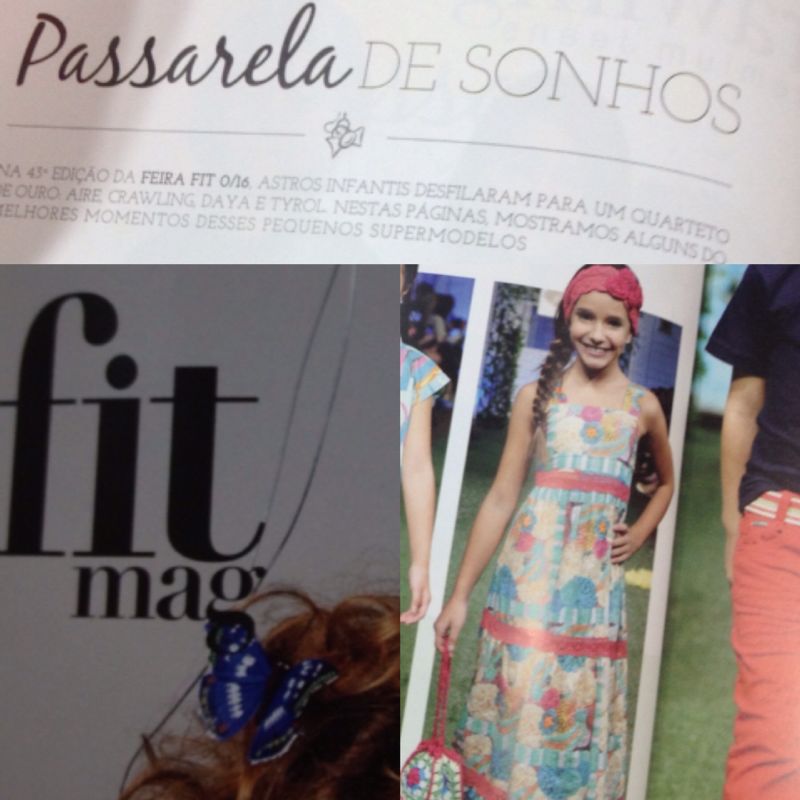 Passarela DE SONHOS
NA 43ª EDIÇÃO DA FEIRA FIT 0/16, ASTROS INFANTIS DESFILARAM PARA UM QUARTETO
DE OURO: AIRE, CRAWLING, DAYA E TYROL. NESTAS PÁGINAS, MOSTRAMOS ALGUNS DO
MELHORES MOMENTOS DESSES PEQUENOS SUPERMODELOS
fit
mag